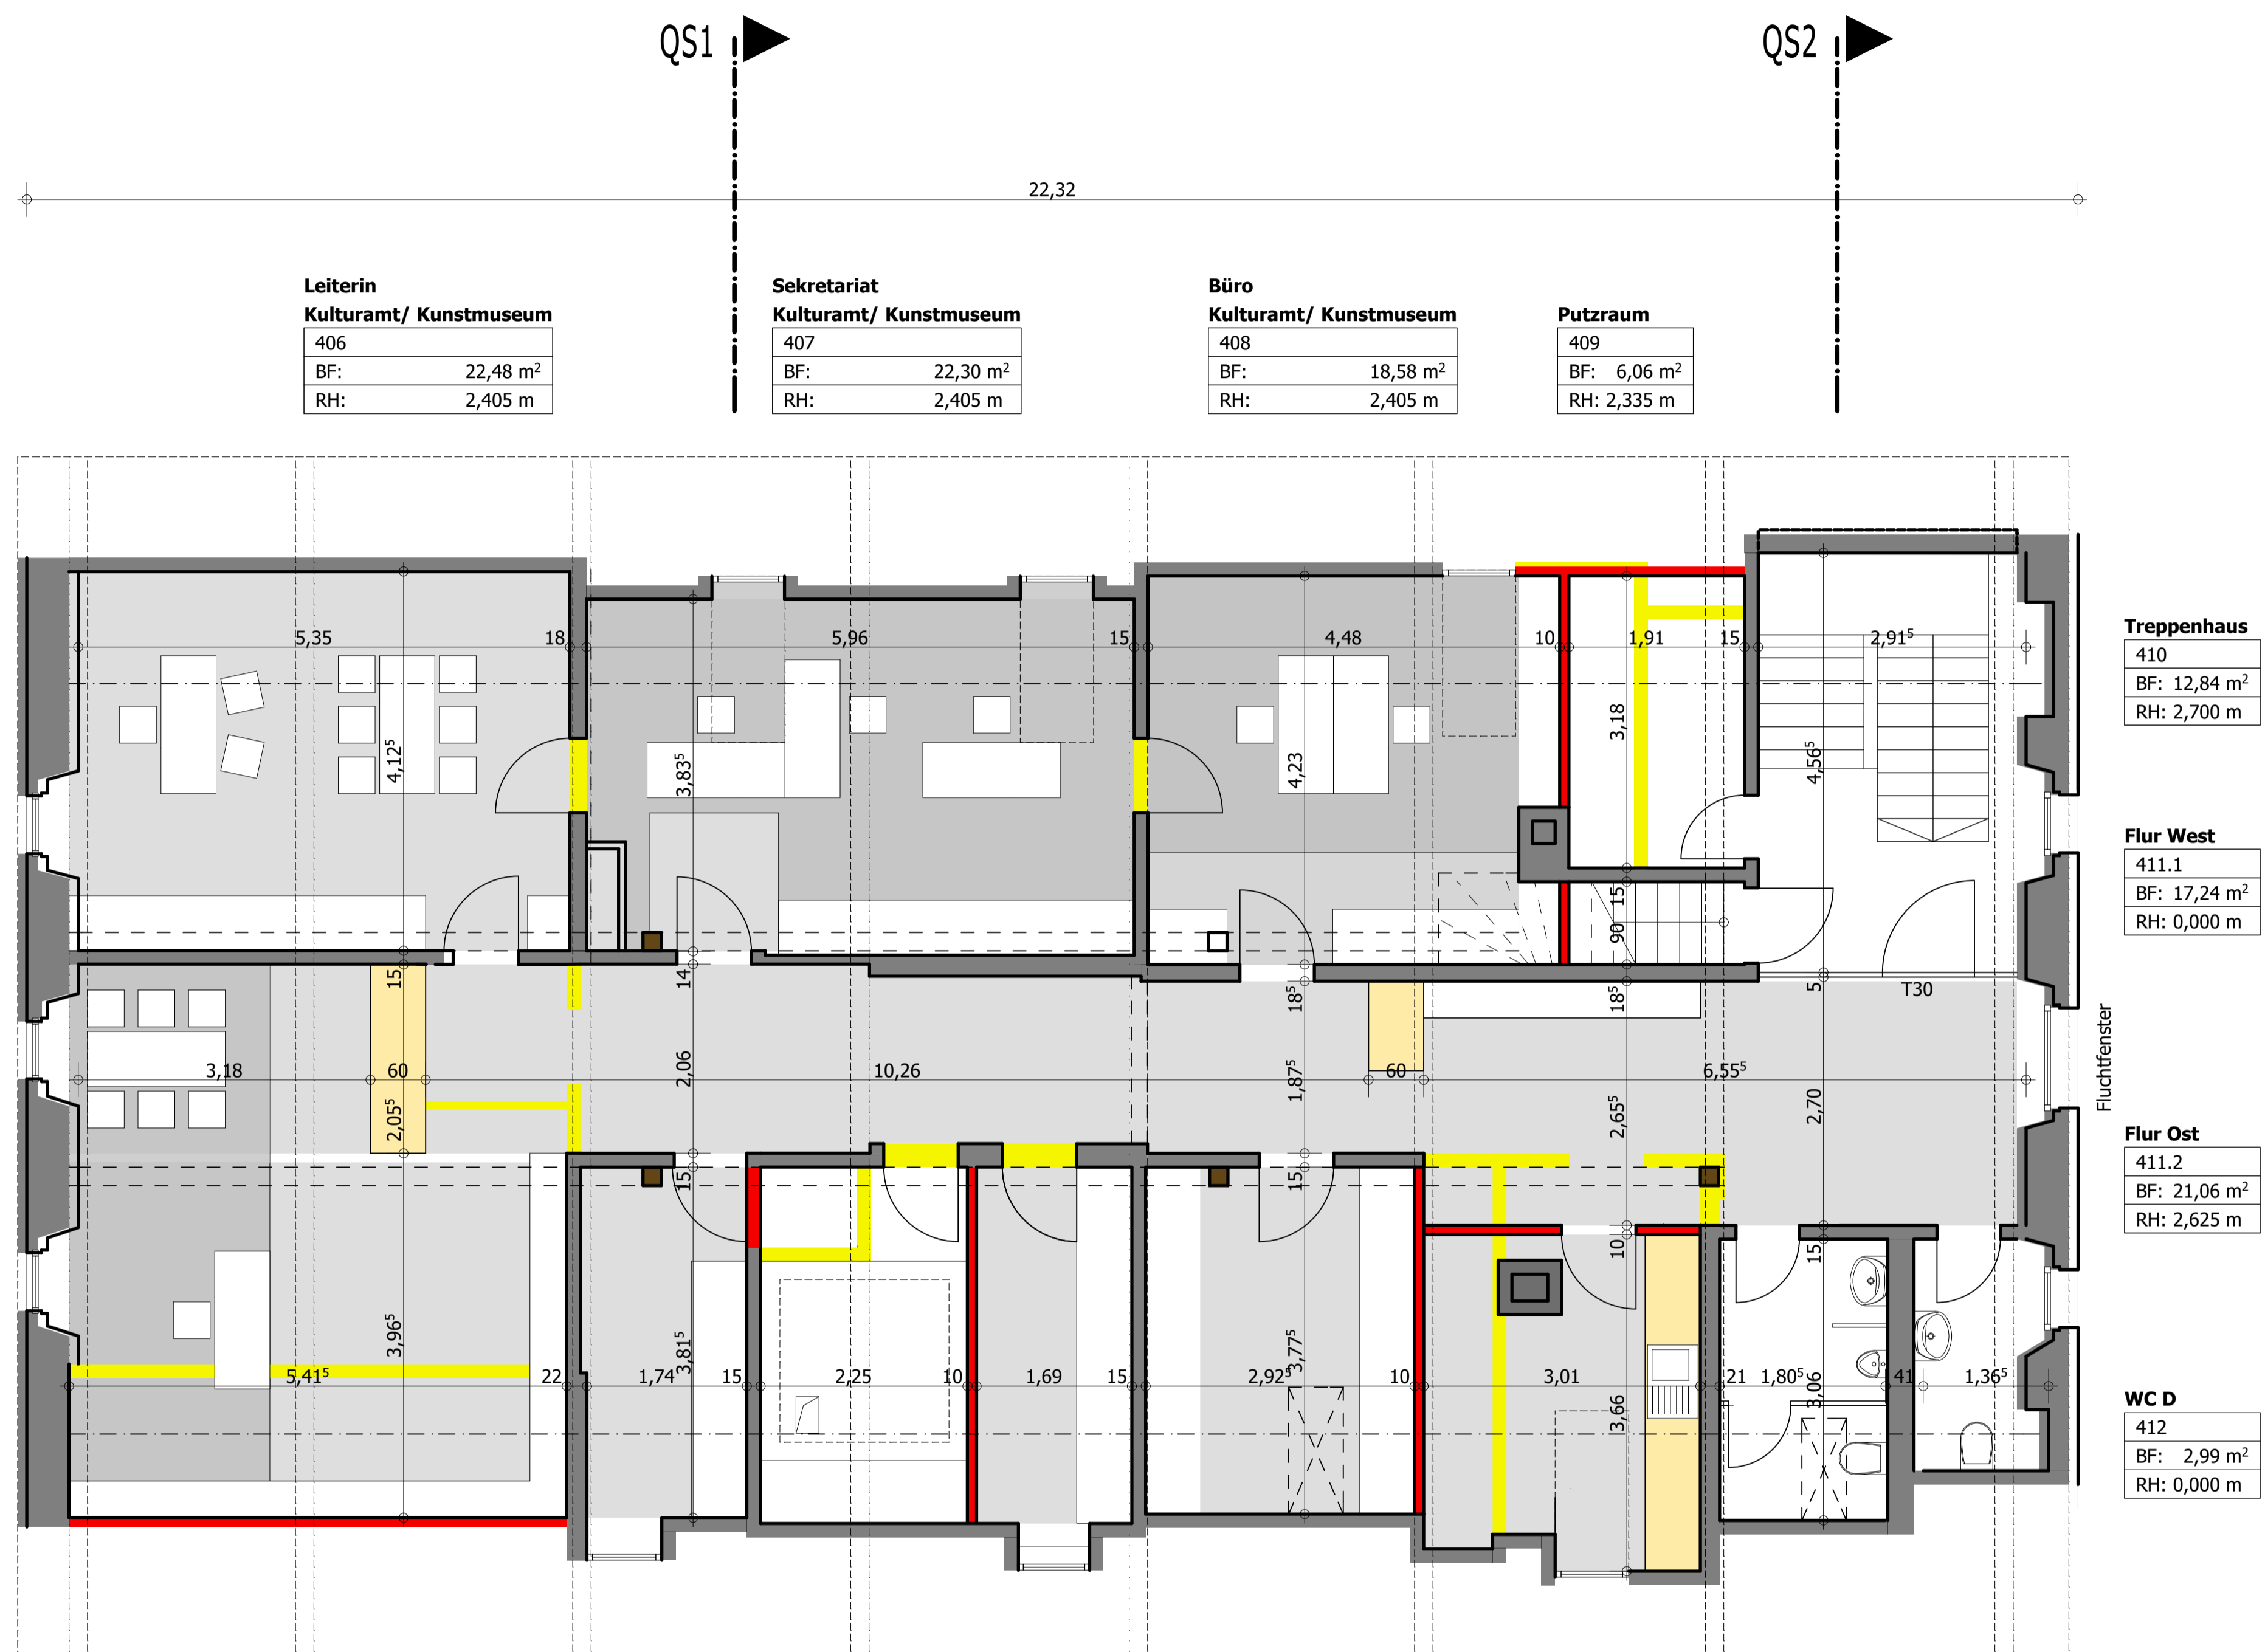 QS1
QS2
22,32
Leiterin
Kulturamt/ Kunstmuseum
406
BF: 22,48 m²
RH: 2,405 m
Sekretariat
Kulturamt/ Kunstmuseum
407
BF: 22,30 m²
RH: 2,405 m
Büro
Kulturamt/ Kunstmuseum
408
BF: 18,58 m²
RH: 2,405 m
Putzraum
409
BF: 6,06 m²
RH: 2,335 m
5,35
18
5,96
15
4,48
10
1,91
15
2,91⁵
4,12⁵
3,83⁵
4,23
3,18
4,56⁵
15
90
15
14
18⁵
18⁵
5
T30
3,18
60
10,26
60
6,55⁵
2,05⁵
2,06
1,87⁵
2,65⁵
2,70
15
15
10
15
3,96⁵
3,81⁵
3,77⁵
3,66
3,06
5,41⁵
22
1,74
15
2,25
10
1,69
15
2,92⁵
10
3,01
21
1,80⁵
41
1,36⁵
Fluchtfenster
Treppenhaus
410
BF: 12,84 m²
RH: 2,700 m
Flur West
411.1
BF: 17,24 m²
RH: 0,000 m
Flur Ost
411.2
BF: 21,06 m²
RH: 2,625 m
WC D
412
BF: 2,99 m²
RH: 0,000 m